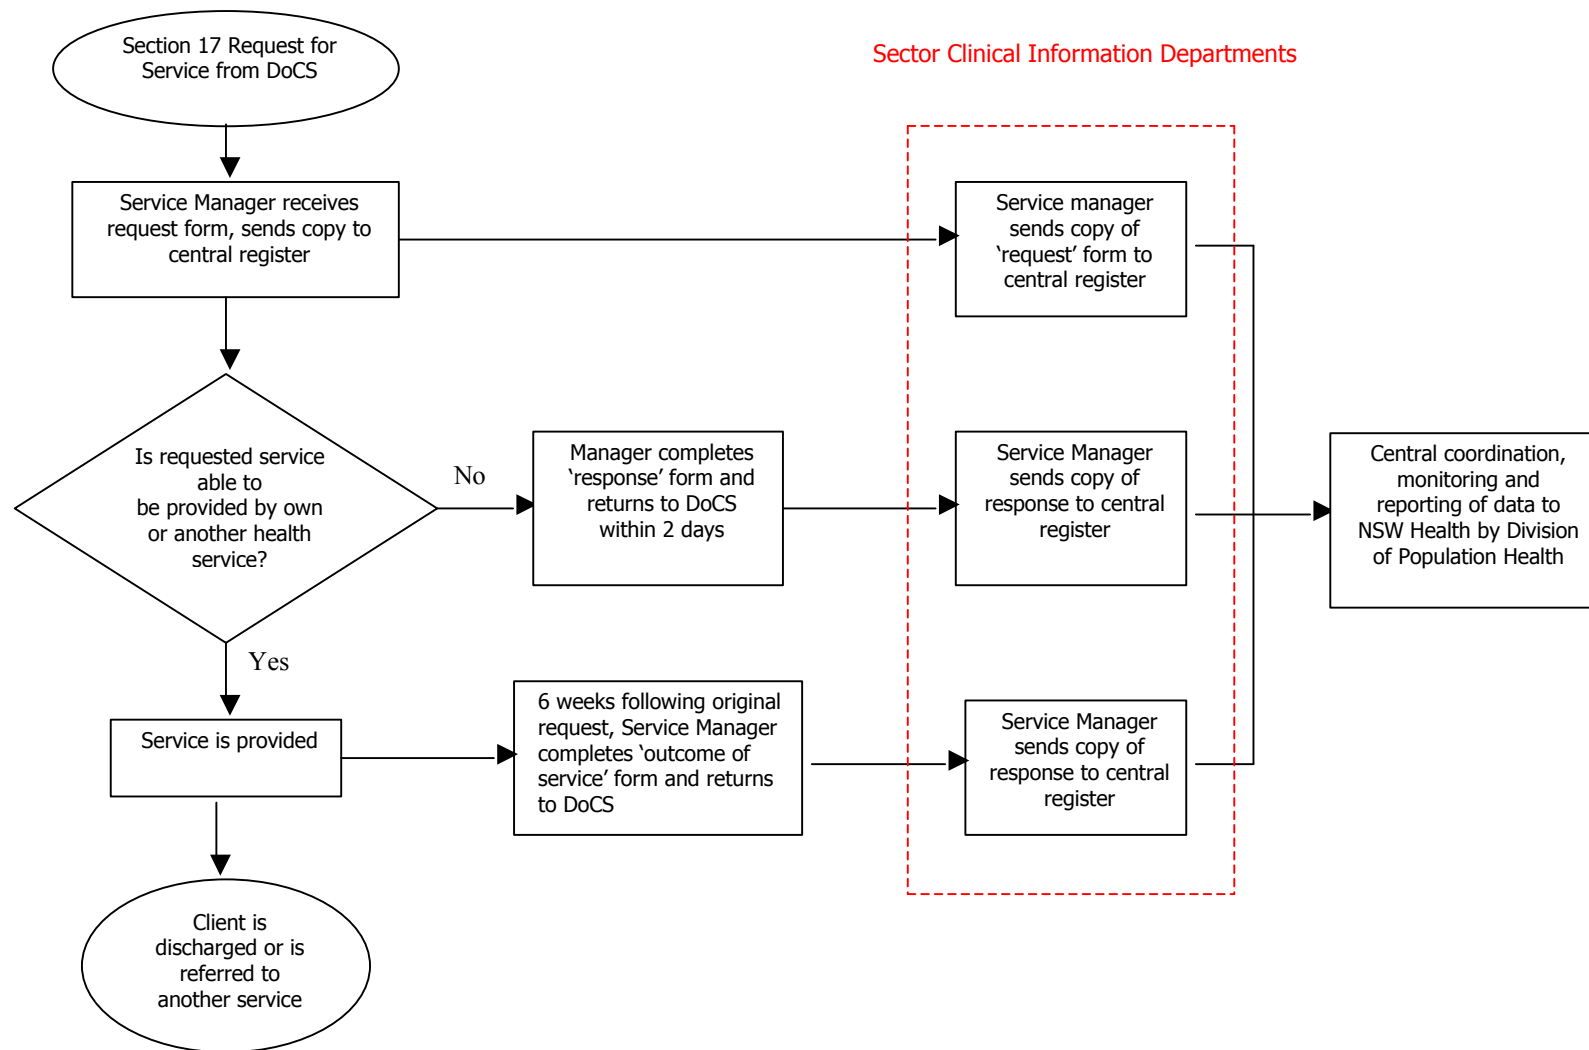 Section 17 Request for
Service from DoCS
Sector Clinical Information Departments
Service Manager receives
request form, sends copy to
central register
Service manager
sends copy of
‘request’ form to
central register
Is requested service
able to
be provided by own
or another health
service?
No
Manager completes
‘response’ form and
returns to DoCS
within 2 days
Service Manager
sends copy of
response to central
register
Central coordination,
monitoring and
reporting of data to
NSW Health by Division
of Population Health
Yes
Service is provided
6 weeks following original
request, Service Manager
completes ‘outcome of
service’ form and returns
to DoCS
Service Manager
sends copy of
response to central
register
Client is
discharged or is
referred to
another service